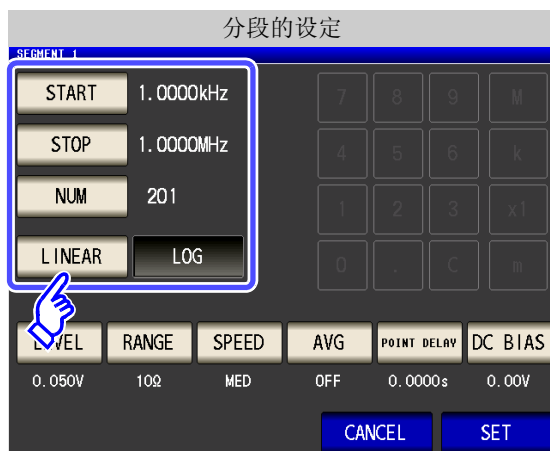 分段的设定
SEGMENT 1
START 1.0000kHz 7 8 9 M
STOP 1.0000MHz 4 5 6 k
NUM 201 1 2 3 x1
LINEAR LOG 0 . C m
LEVEL RANGE SPEED AVG POINT DELAY DC BIAS
0.050V 10Ω MED OFF 0.0000s 0.00V
CANCEL SET